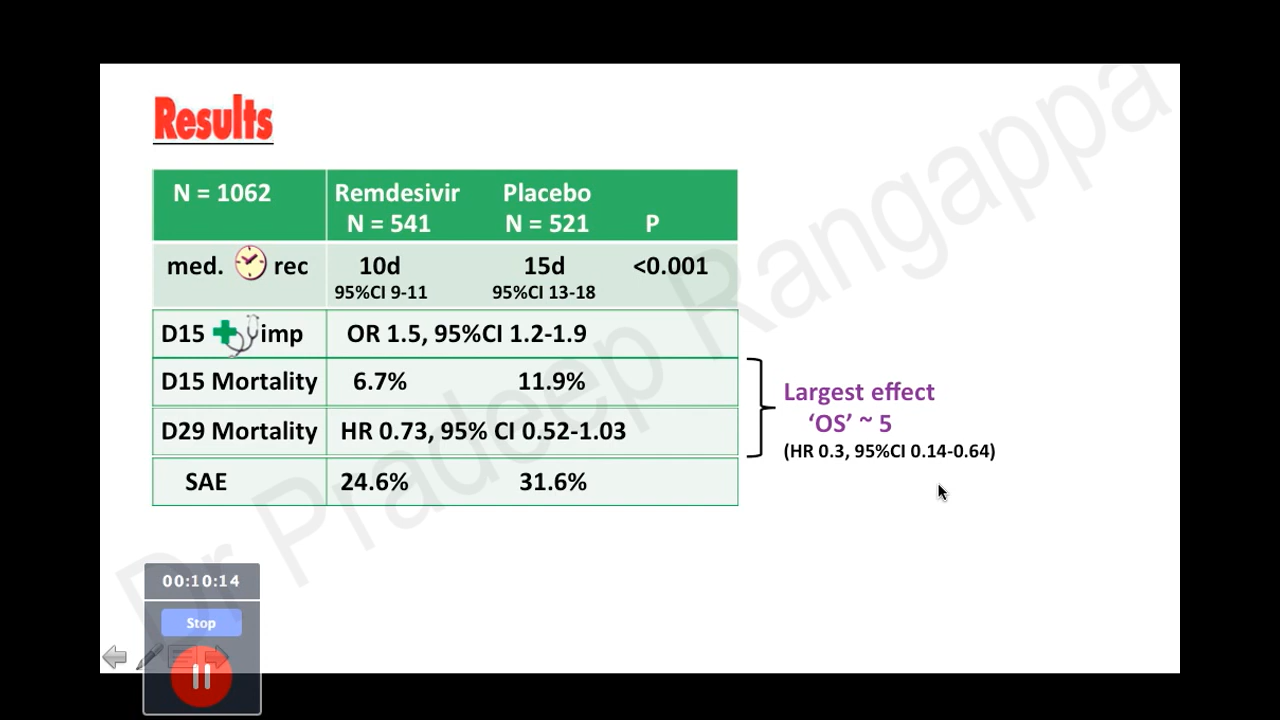 Results
N = 1062 Remdesivir Placebo
N = 541 N = 521 P
med. rec 10d 15d <0.001
95%CI 9-11 95%CI 13-18
D15 imp OR 1.5, 95%CI 1.2-1.9
D15 Mortality 6.7% 11.9%
D29 Mortality HR 0.73, 95% CI 0.52-1.03
SAE 24.6% 31.6%
Largest effect
‘OS’ ~ 5
(HR 0.3, 95%CI 0.14-0.64)
Dr Pradeep Rangappa
00:10:14
Stop